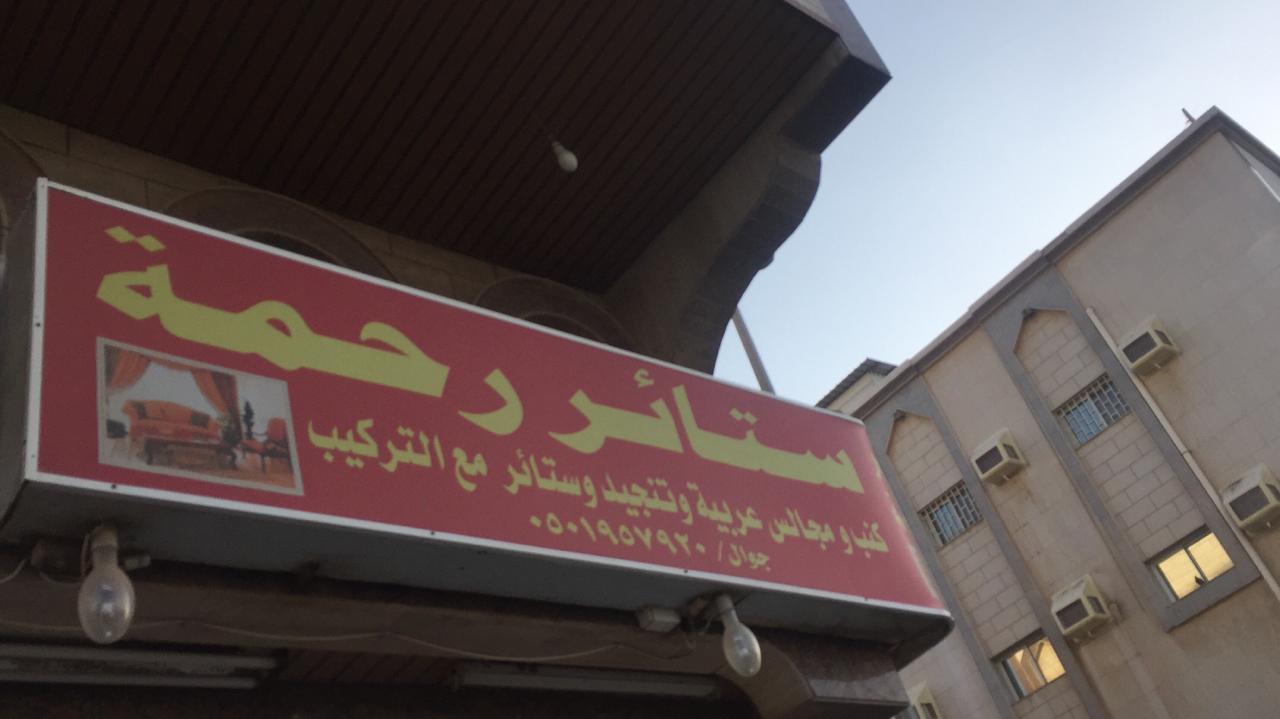 ستائر رحمة
كنب و مجالس عربية وتنجيد وستائر مع التركيب
جوال/ ٠٥٠١٩٥٧٩٢٠